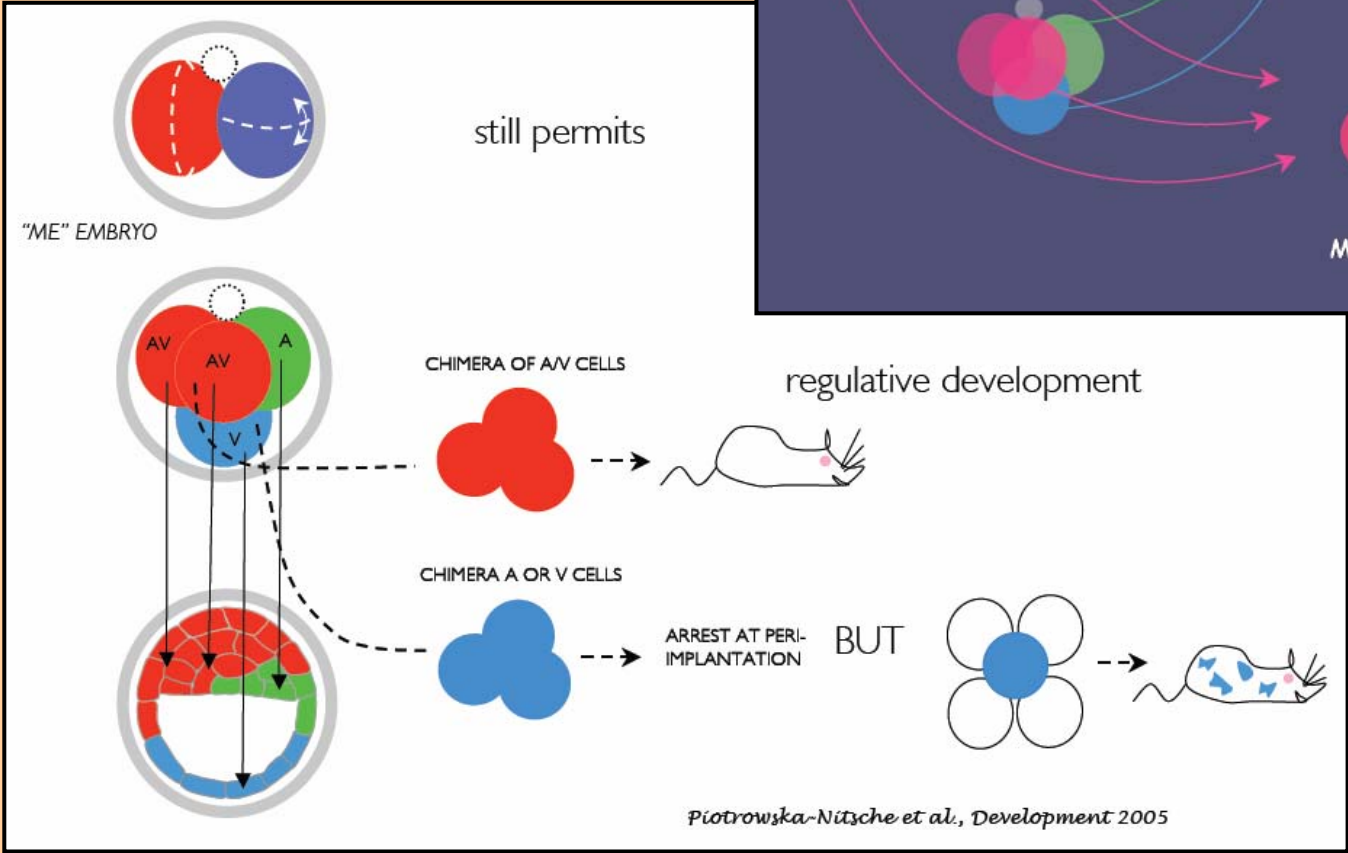 still permits
"ME" EMBRYO
M
AV
AV
A
V
CHIMERA OF A/V CELLS
regulative development
CHIMERA A OR V CELLS
ARREST AT PERI-
IMPLANTATION
BUT
Piotrowska-Nitsche et al., Development 2005